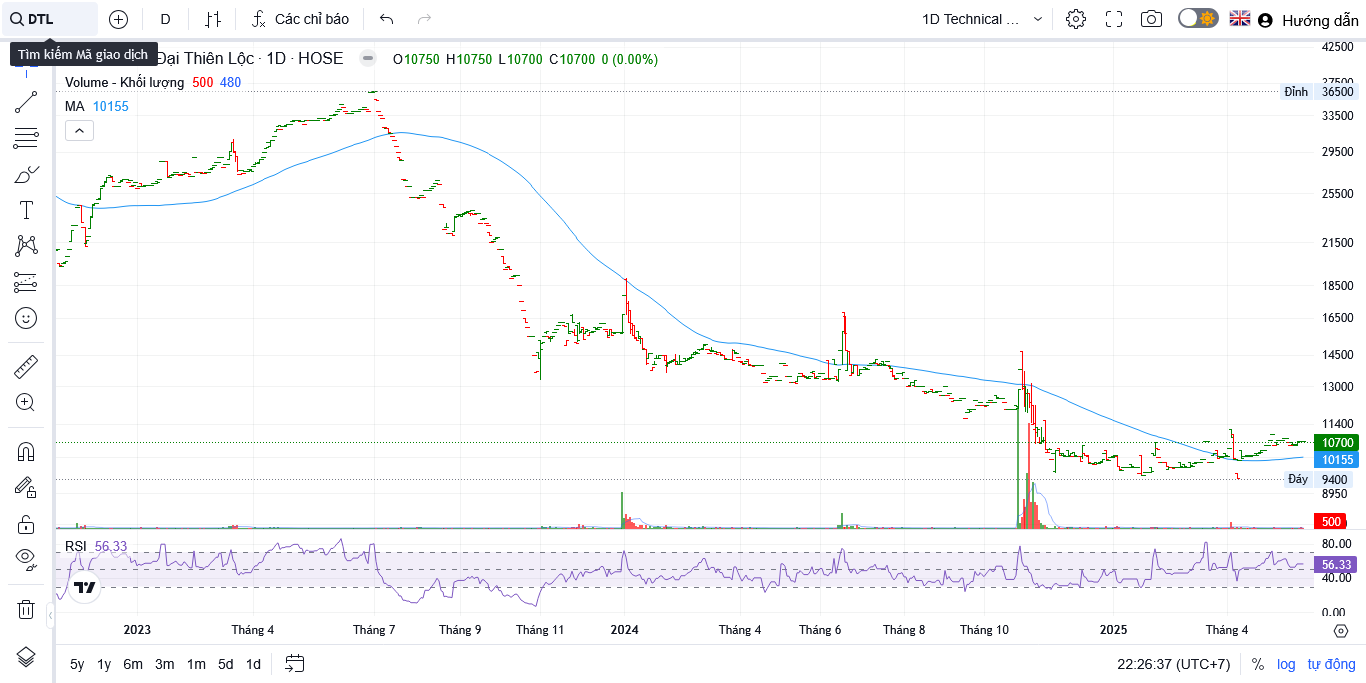 DTL
D
Các chỉ báo
1D Technical ...
Hướng dẫn
Tìm kiếm Mã giao dịch
Đại Thiên Lộc · 1D · HOSE
O10750 H10750 L10700 C10700 0 (0.00%)
Volume - Khối lượng 500 480
MA 10155
42500
37500
Đỉnh 36500
33500
29500
25500
21500
18500
16500
14500
13000
11400
10700
10155
Đáy 9400
8950
500
RSI 56.33
80.00
56.33
40.00
0.00
2023 Tháng 4 Tháng 7 Tháng 9 Tháng 11 2024 Tháng 4 Tháng 6 Tháng 8 Tháng 10 2025 Tháng 4
5y 1y 6m 3m 1m 5d 1d
22:26:37 (UTC+7) % log tự động